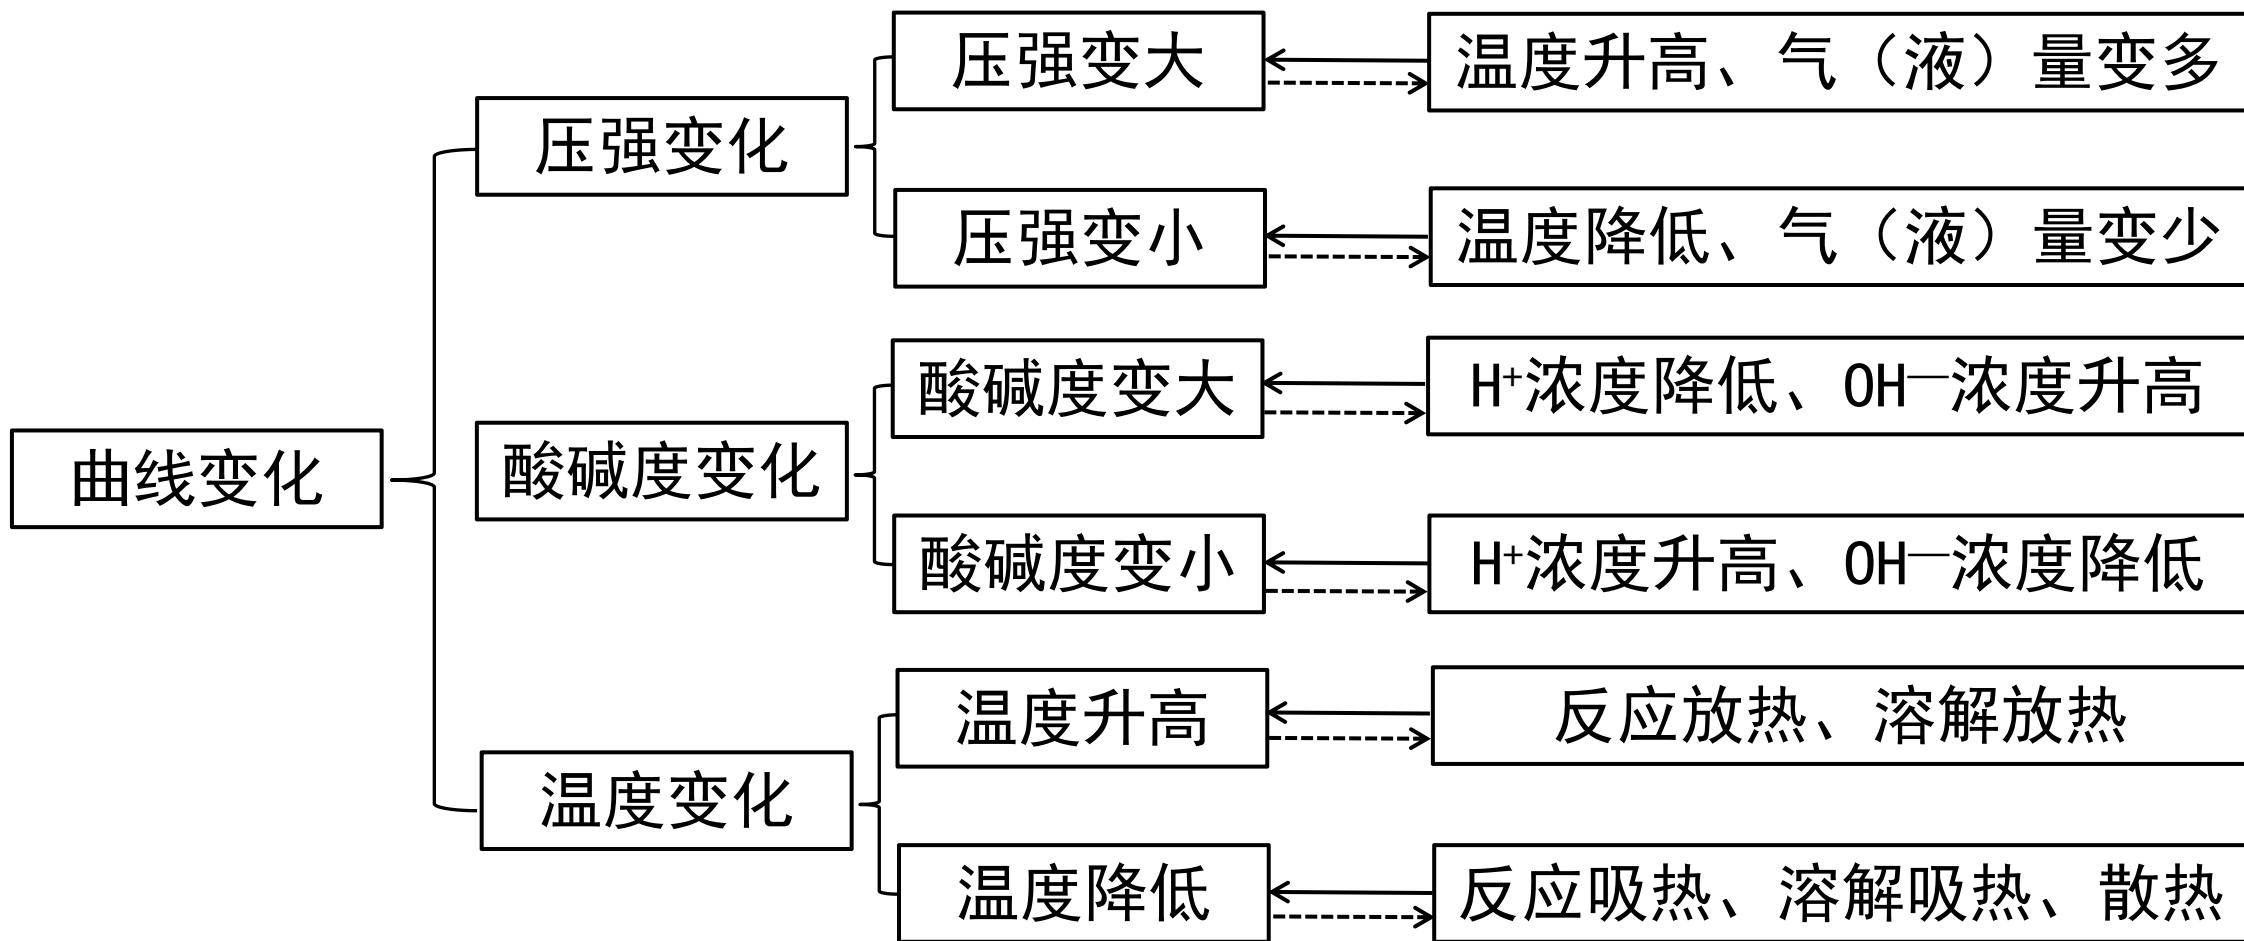 压强变大
温度升高、气（液）量变多
压强变化
压强变小
温度降低、气（液）量变少
酸碱度变大
H⁺浓度降低、OH⁻浓度升高
曲线变化
酸碱度变化
酸碱度变小
H⁺浓度升高、OH⁻浓度降低
温度升高
反应放热、溶解放热
温度变化
温度降低
反应吸热、溶解吸热、散热